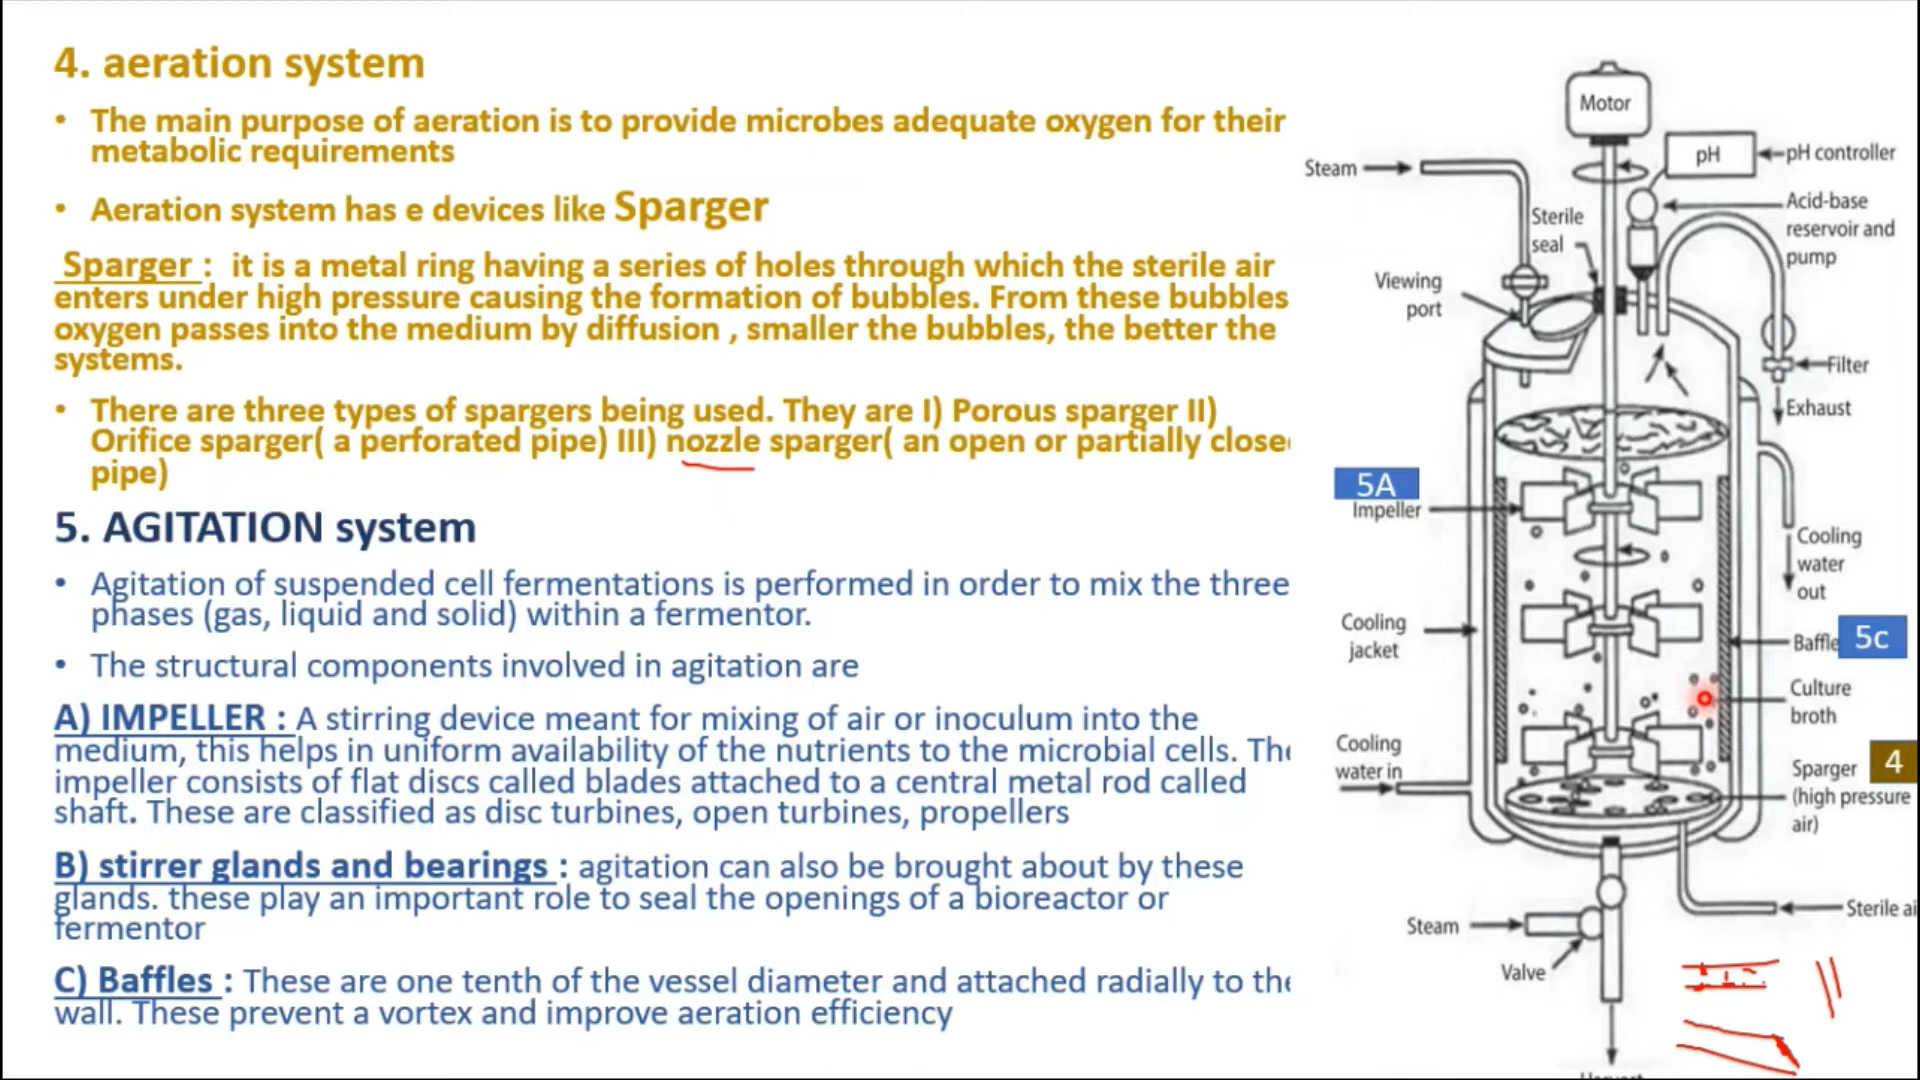 4. aeration system
• The main purpose of aeration is to provide microbes adequate oxygen for their
metabolic requirements
• Aeration system has e devices like Sparger
Sparger : it is a metal ring having a series of holes through which the sterile air
enters under high pressure causing the formation of bubbles. From these bubbles
oxygen passes into the medium by diffusion , smaller the bubbles, the better the
systems.
• There are three types of spargers being used. They are I) Porous sparger II)
Orifice sparger( a perforated pipe) III) nozzle sparger( an open or partially close
pipe)
5. AGITATION system
• Agitation of suspended cell fermentations is performed in order to mix the three
phases (gas, liquid and solid) within a fermentor.
• The structural components involved in agitation are
A) IMPELLER : A stirring device meant for mixing of air or inoculum into the
medium, this helps in uniform availability of the nutrients to the microbial cells. The
impeller consists of flat discs called blades attached to a central metal rod called
shaft. These are classified as disc turbines, open turbines, propellers
B) stirrer glands and bearings : agitation can also be brought about by these
glands. these play an important role to seal the openings of a bioreactor or
fermentor
C) Baffles : These are one tenth of the vessel diameter and attached radially to the
wall. These prevent a vortex and improve aeration efficiency
Motor
pH
pH controller
Steam
Acid-base
reservoir and
pump
Sterile
seal
Viewing
port
Filter
Exhaust
5A
Impeller
Cooling
water
out
Cooling
jacket
Baffle
5c
Culture
broth
Cooling
water in
4
Sparger
(high pressure
air)
Sterile ai
Steam
Valve